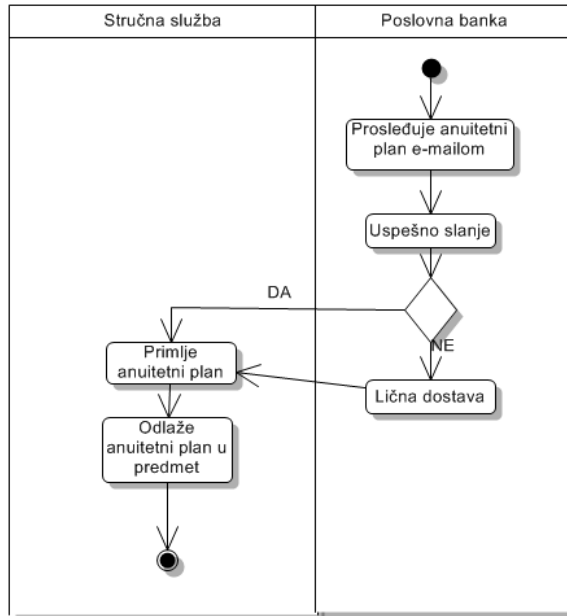 Stručna služba
Poslovna banka
Prosleđuje anuitetni
plan e-mailom
Uspešno slanje
DA
NE
Primlje
anuitetni plan
Lična dostava
Odlaže
anuitetni plan u
predmet